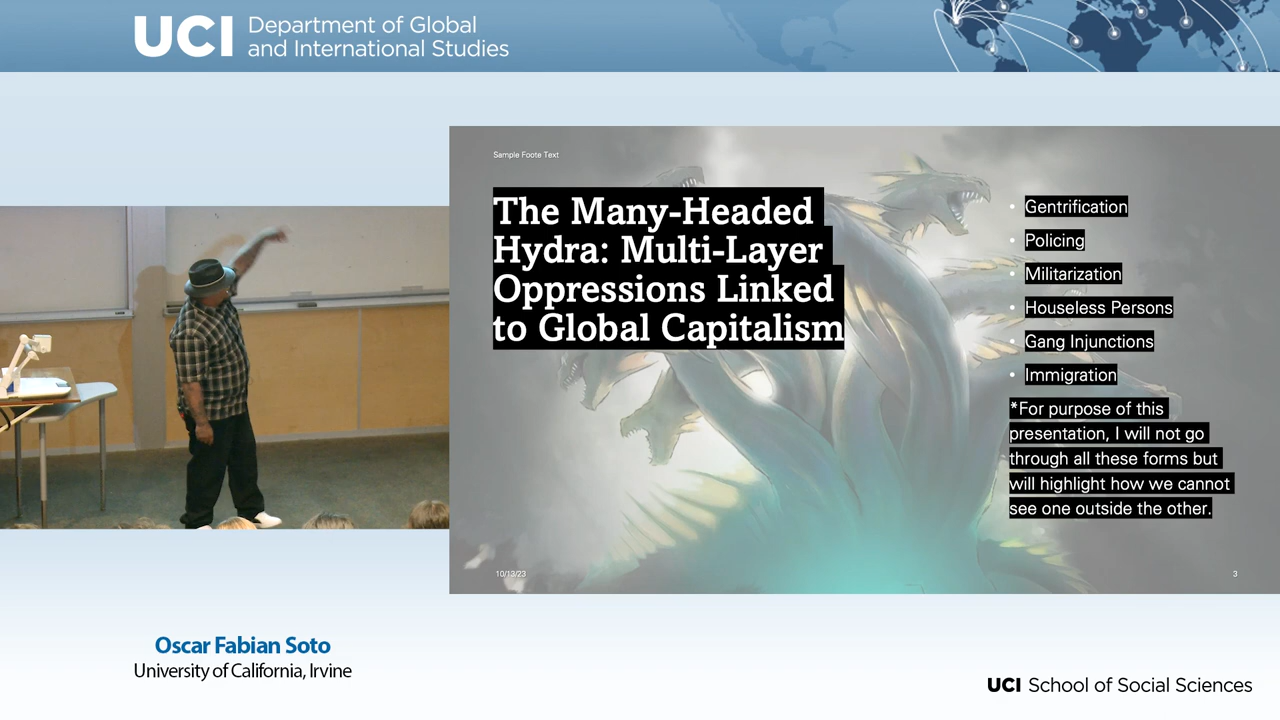 UCI Department of Global
and International Studies
Sample Foote Text
The Many-Headed
Hydra: Multi-Layer
Oppressions Linked
to Global Capitalism
• Gentrification
• Policing
• Militarization
• Houseless Persons
• Gang Injunctions
• Immigration
*For purpose of this
presentation, I will not go
through all these forms but
will highlight how we cannot
see one outside the other.
10/13/23
3
Oscar Fabian Soto
University of California, Irvine
UCI School of Social Sciences